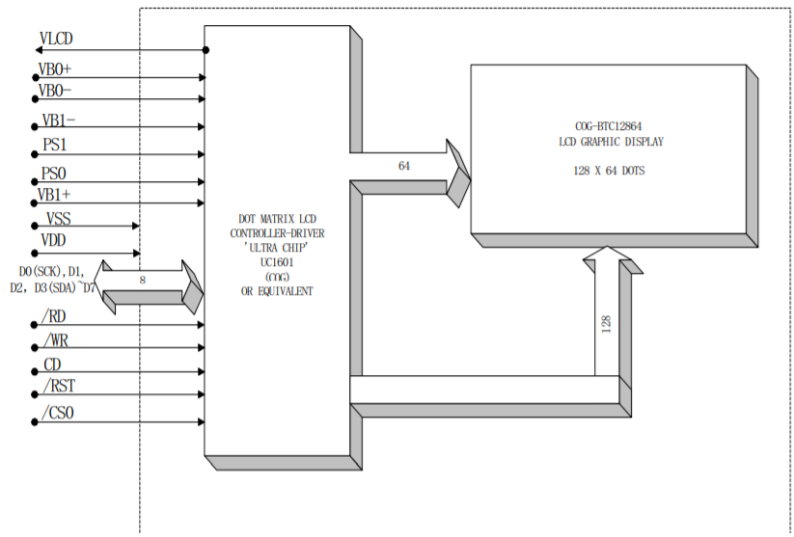 VLCD
VB0+
VB0-
VB1-
PS1
PS0
VB1+
VSS
VDD
D0(SCK),D1,
D2, D3(SDA)~D7
8
/RD
/WR
CD
/RST
/CS0
DOT MATRIX LCD
CONTROLLER-DRIVER
'ULTRA CHIP'
UC1601
(COG)
OR EQUIVALENT
64
COG-BTC12864
LCD GRAPHIC DISPLAY
128 X 64 DOTS
128